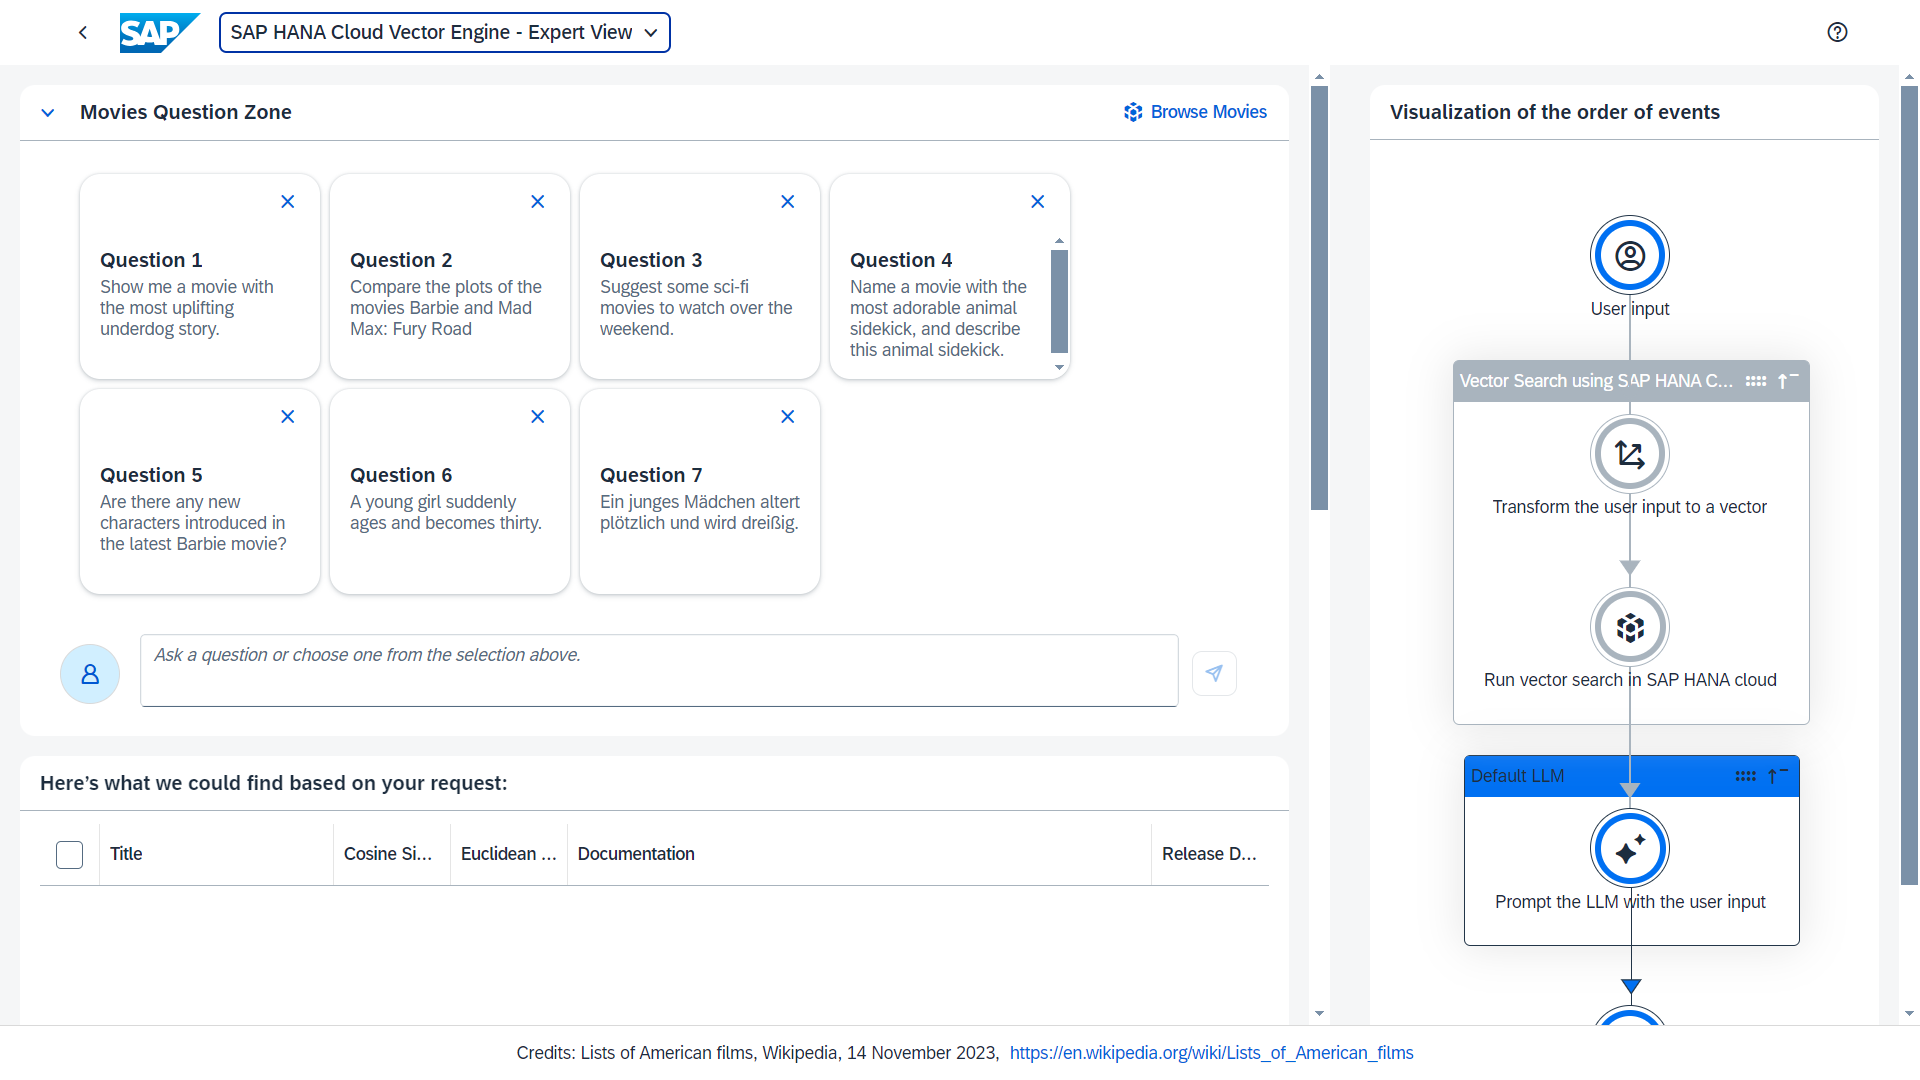 SAP
SAP HANA Cloud Vector Engine - Expert View
Movies Question Zone
Browse Movies
Question 1
Show me a movie with
the most uplifting
underdog story.
Question 2
Compare the plots of the
movies Barbie and Mad
Max: Fury Road
Question 3
Suggest some sci-fi
movies to watch over the
weekend.
Question 4
Name a movie with the
most adorable animal
sidekick, and describe
this animal sidekick.
Question 5
Are there any new
characters introduced in
the latest Barbie movie?
Question 6
A young girl suddenly
ages and becomes thirty.
Question 7
Ein junges Mädchen altert
plötzlich und wird dreißig.
Ask a question or choose one from the selection above.
Here’s what we could find based on your request:
Title
Cosine Si...
Euclidean ...
Documentation
Release D...
Visualization of the order of events
User input
Vector Search using SAP HANA C...
Transform the user input to a vector
Run vector search in SAP HANA cloud
Default LLM
Prompt the LLM with the user input
Credits: Lists of American films, Wikipedia, 14 November 2023, https://en.wikipedia.org/wiki/Lists_of_American_films